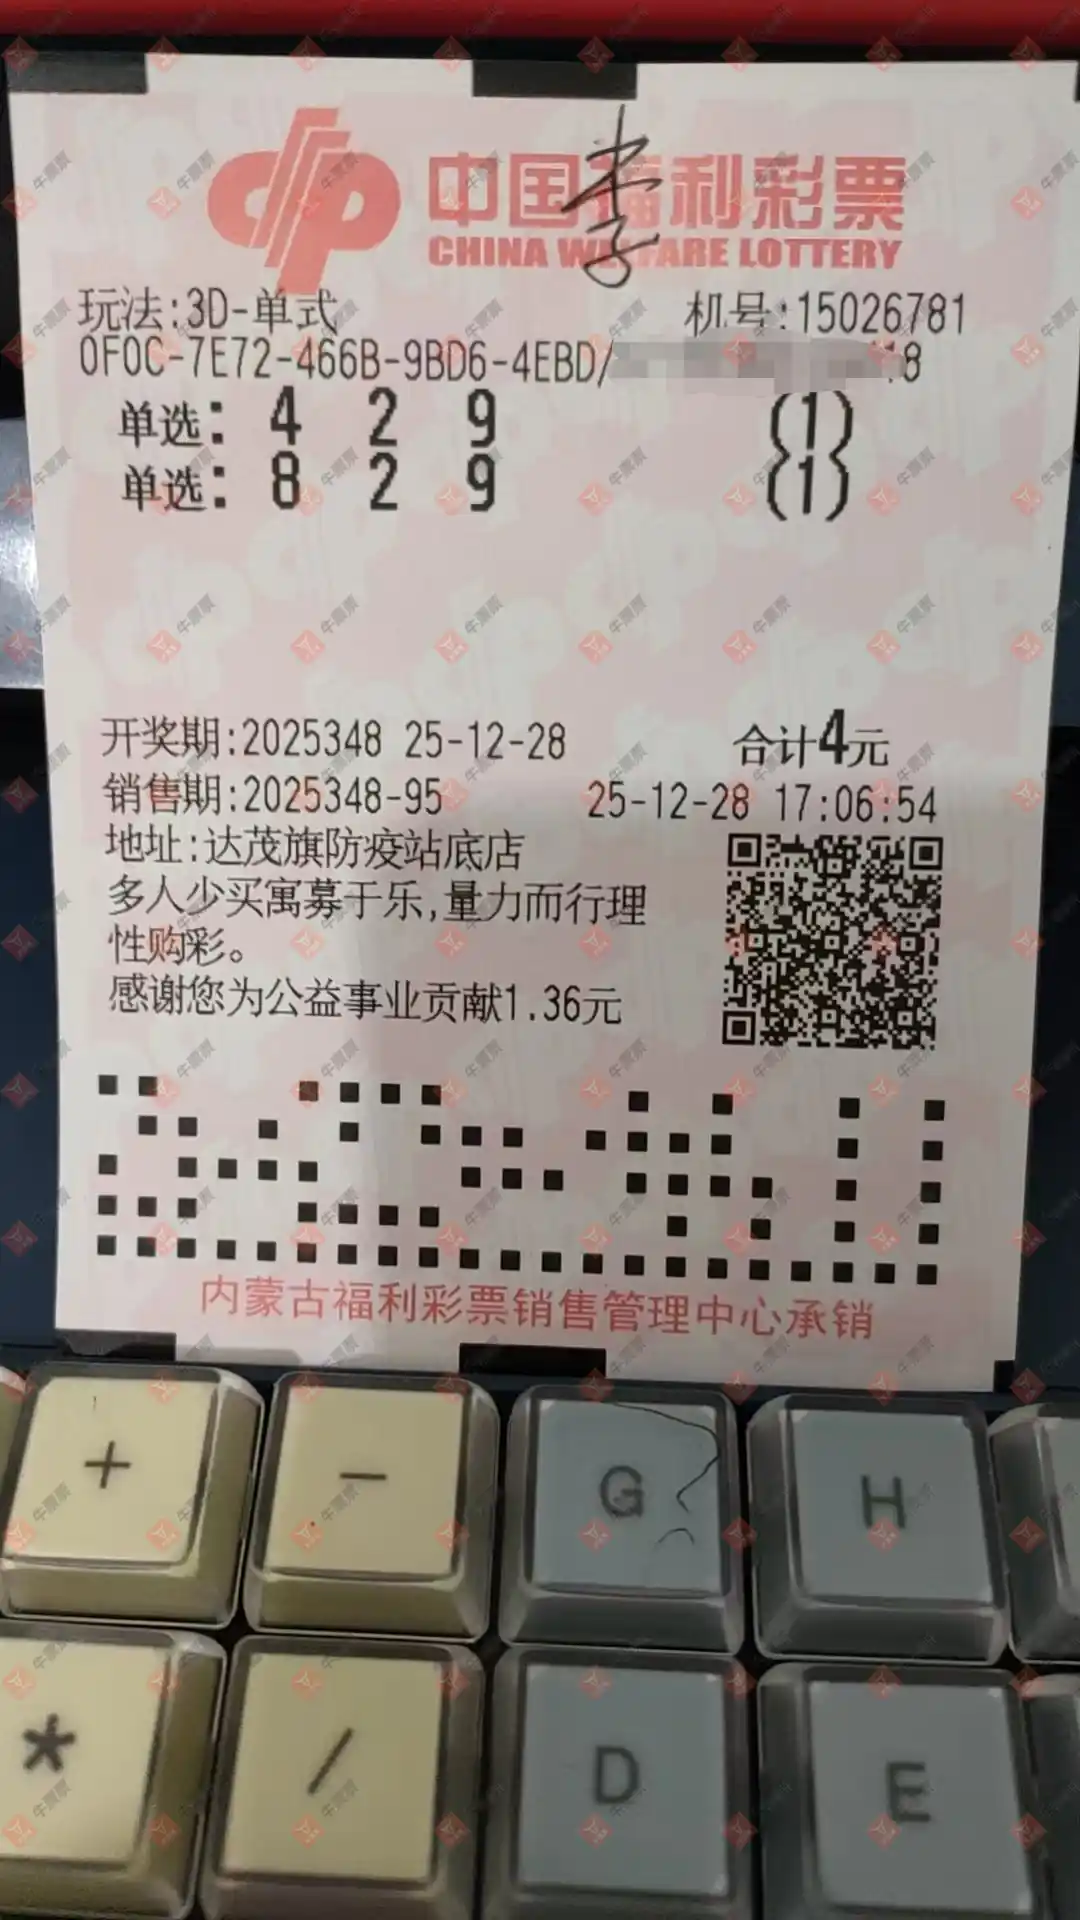 李
中国福利彩票
CHINA WELFARE LOTTERY
玩法:3D-单式 机号:15026781
0F0C-7E72-466B-9BD6-4EBD/ 18
单选: 4 2 9 (1)
单选: 8 2 9 (1)
开奖期:2025348 25-12-28 合计4元
销售期:2025348-95 25-12-28 17:06:54
地址:达茂旗防疫站底店
多人少买寓募于乐,量力而行理
性购彩。
感谢您为公益事业贡献1.36元
内蒙古福利彩票销售管理中心承销
+ - G H
* / D E
牛票票